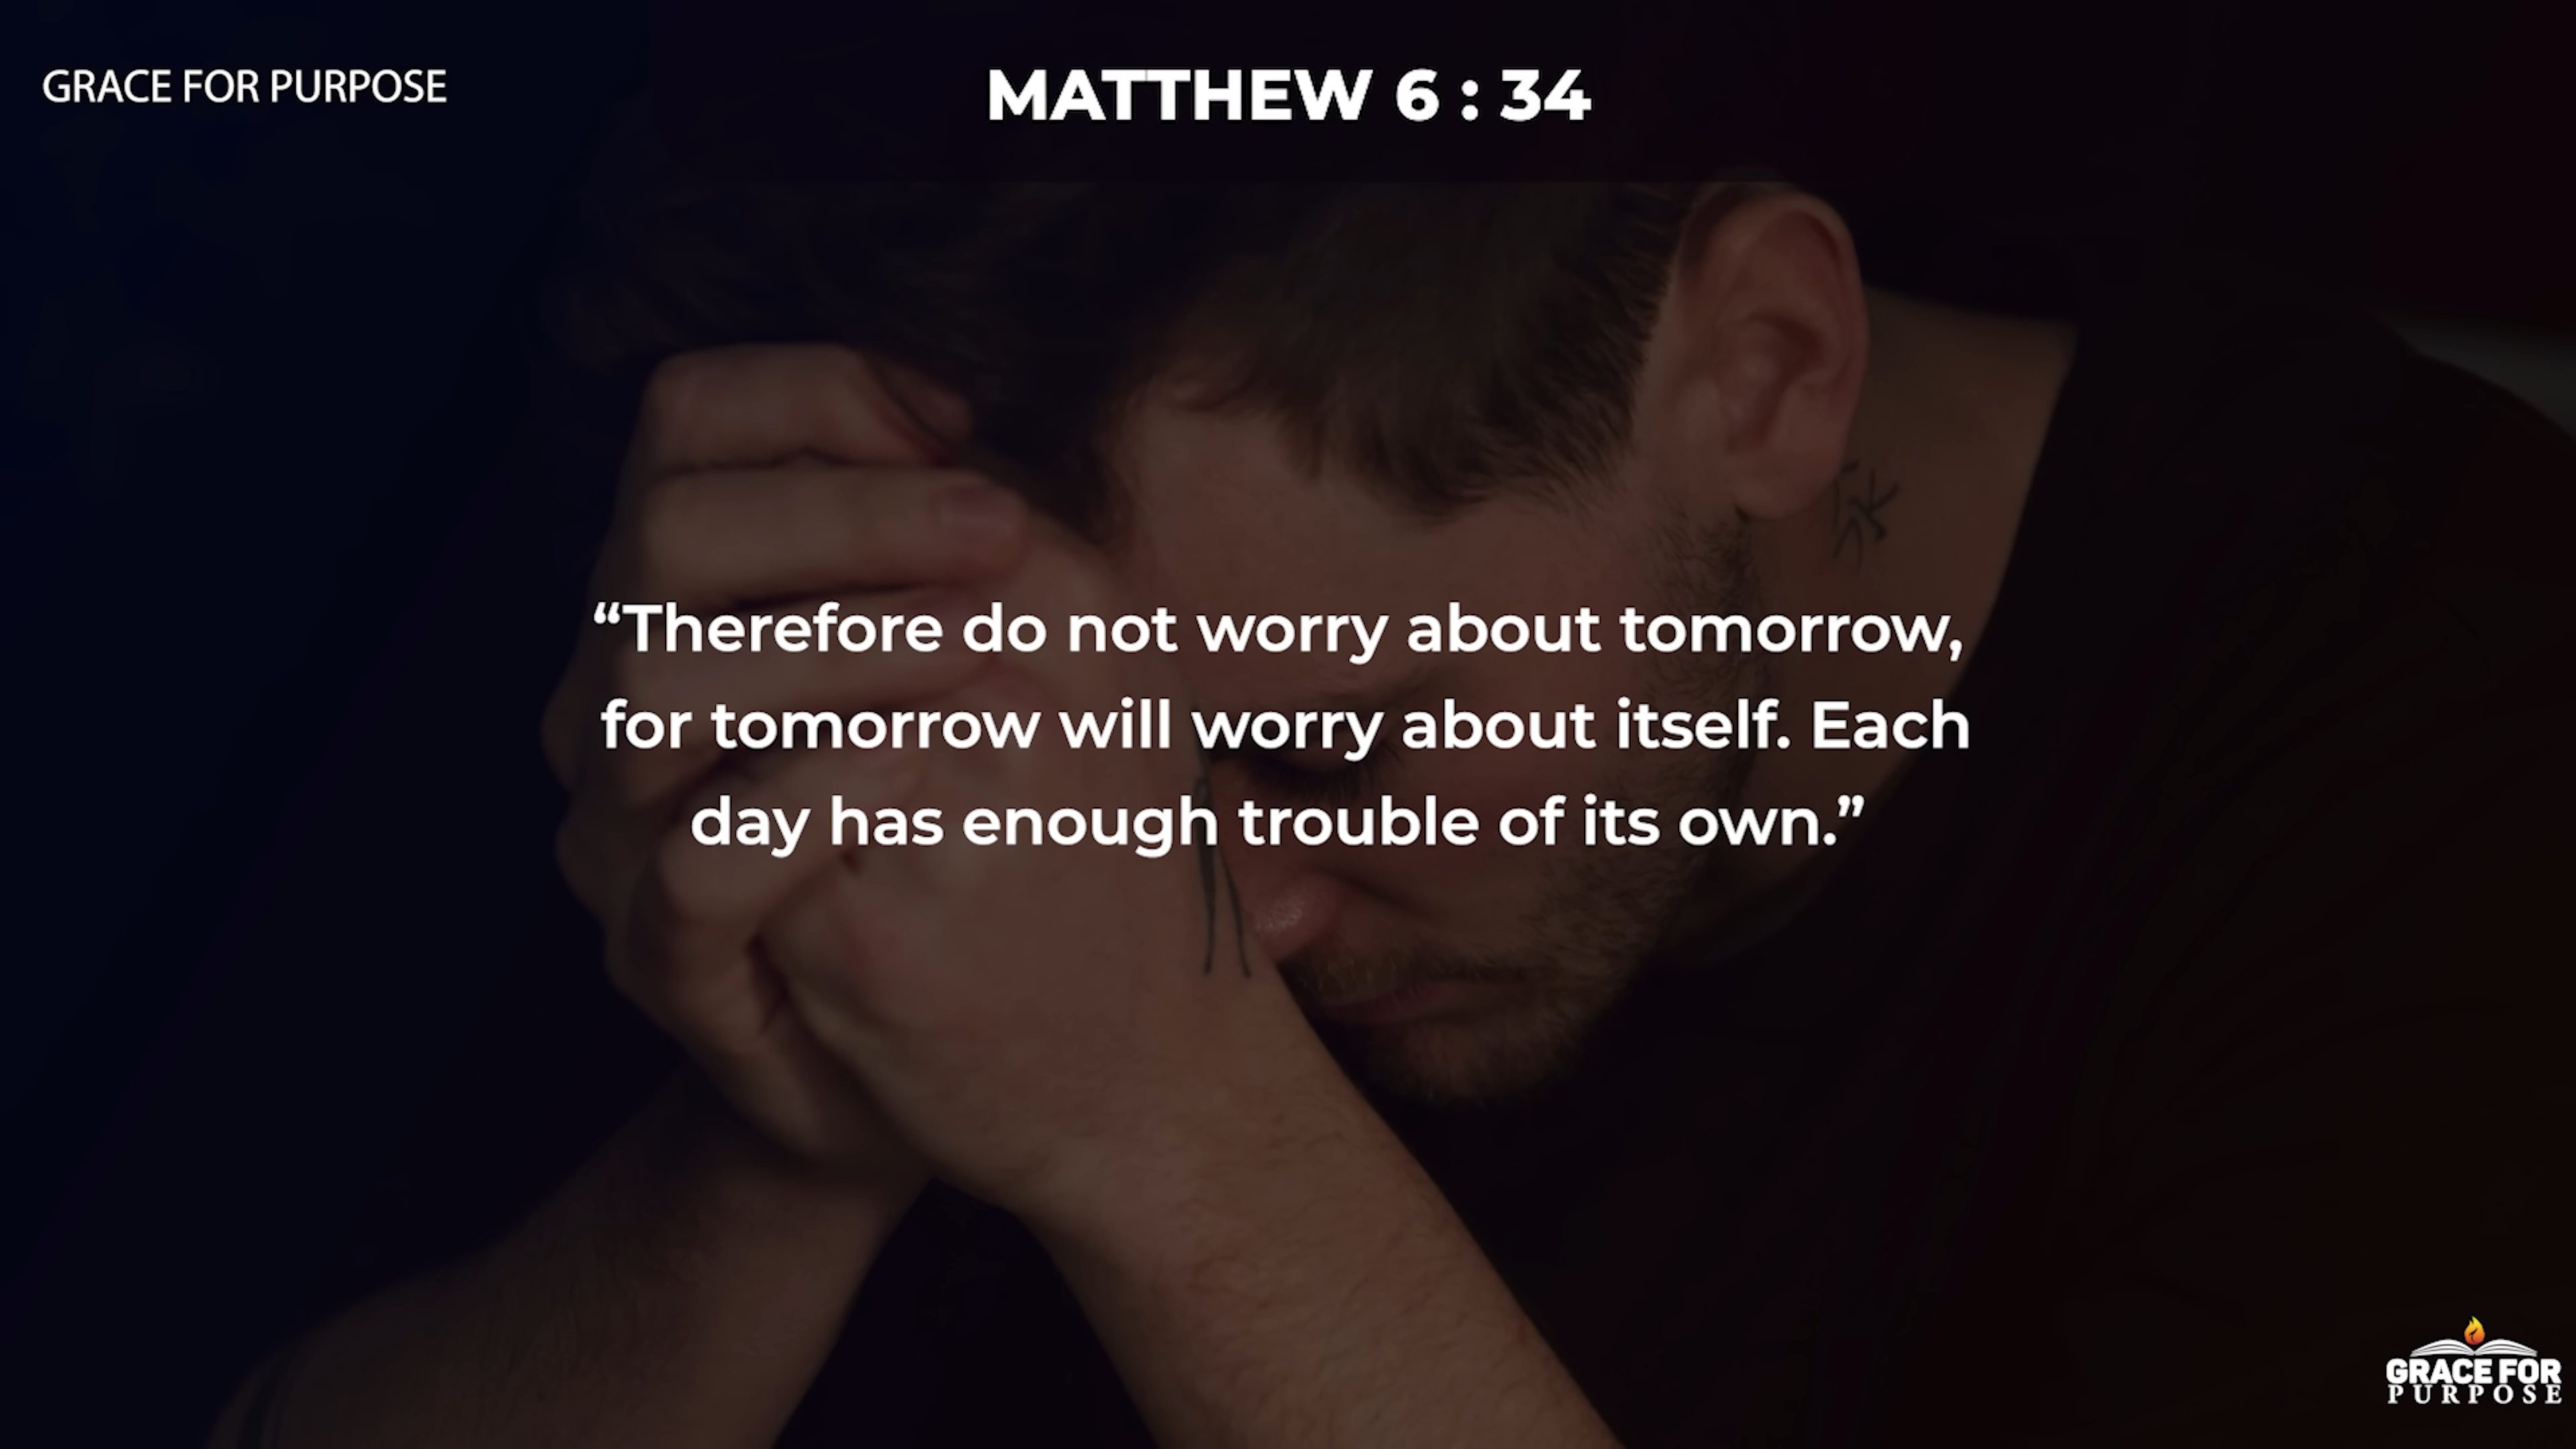 GRACE FOR PURPOSE
MATTHEW 6 : 34
“Therefore do not worry about tomorrow,
for tomorrow will worry about itself. Each
day has enough trouble of its own.”
GRACE FOR
PURPOSE